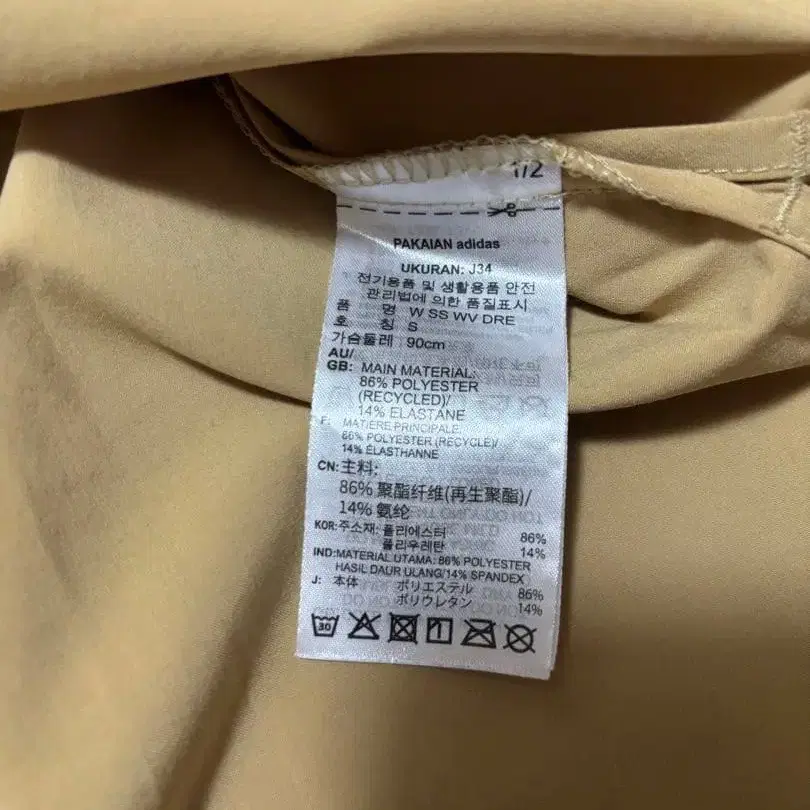 1/2
PAKAIAN adidas
UKURAN: J34
전기용품 및 생활용품 안전
관리법에 의한 품질표시
품 명 W SS WV DRE
호 칭 S
가슴둘레 90cm
AU/
GB: MAIN MATERIAL:
86% POLYESTER
(RECYCLED)/
14% ELASTANE
F: MATIERE PRINCIPALE:
86% POLYESTER (RECYCLE)/
14% ELASTHANNE
CN: 主料:
86% 聚酯纤维(再生聚酯)/
14% 氨纶
KOR: 주소재: 폴리에스터 86%
폴리우레탄 14%
IND: MATERIAL UTAMA: 86% POLYESTER
HASIL DAUR ULANG/14% SPANDEX
J: 本体 ポリエステル 86%
ポリウレタン 14%
30